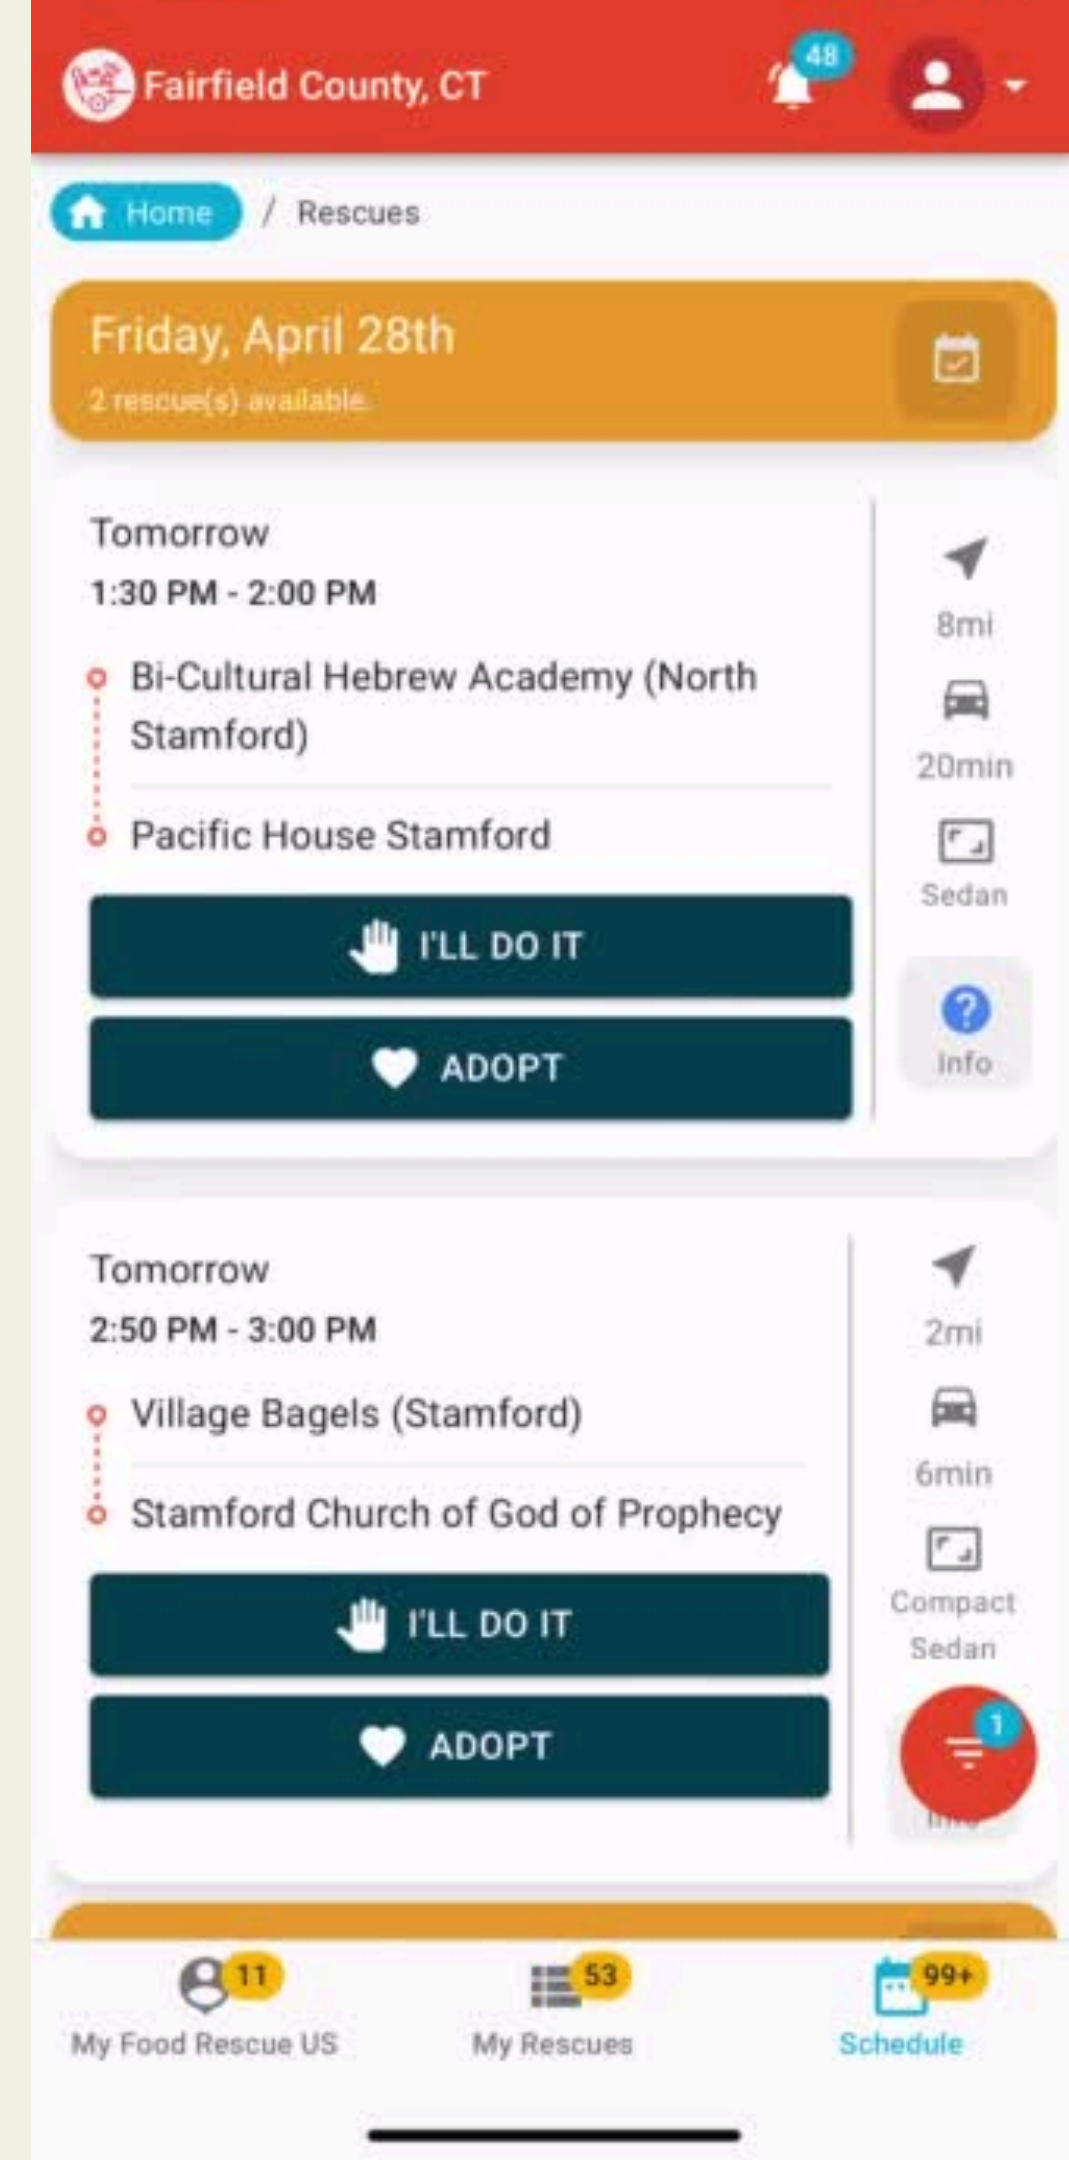 Fairfield County, CT
48
Home / Rescues
Friday, April 28th
2 rescue(s) available.
Tomorrow
1:30 PM - 2:00 PM
Bi-Cultural Hebrew Academy (North
Stamford)
Pacific House Stamford
I'LL DO IT
ADOPT
8mi
20min
Sedan
Info
Tomorrow
2:50 PM - 3:00 PM
Village Bagels (Stamford)
Stamford Church of God of Prophecy
I'LL DO IT
ADOPT
2mi
6min
Compact
Sedan
1
11
My Food Rescue US
53
My Rescues
99+
Schedule